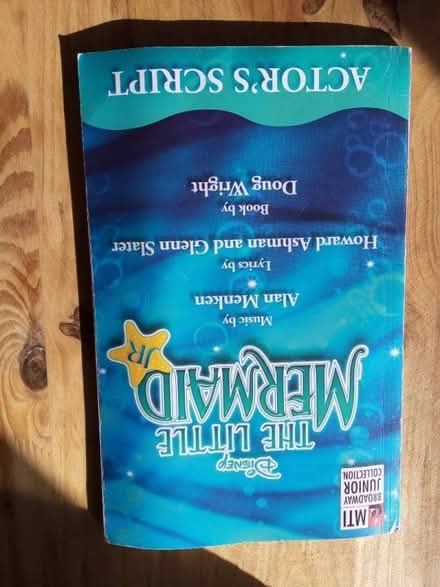 MTI
BROADWAY
JUNIOR
COLLECTION
Disney
THE LITTLE
MERMAID
JR
Music by
Alan Menken
Lyrics by
Howard Ashman and Glenn Slater
Book by
Doug Wright
ACTOR'S SCRIPT